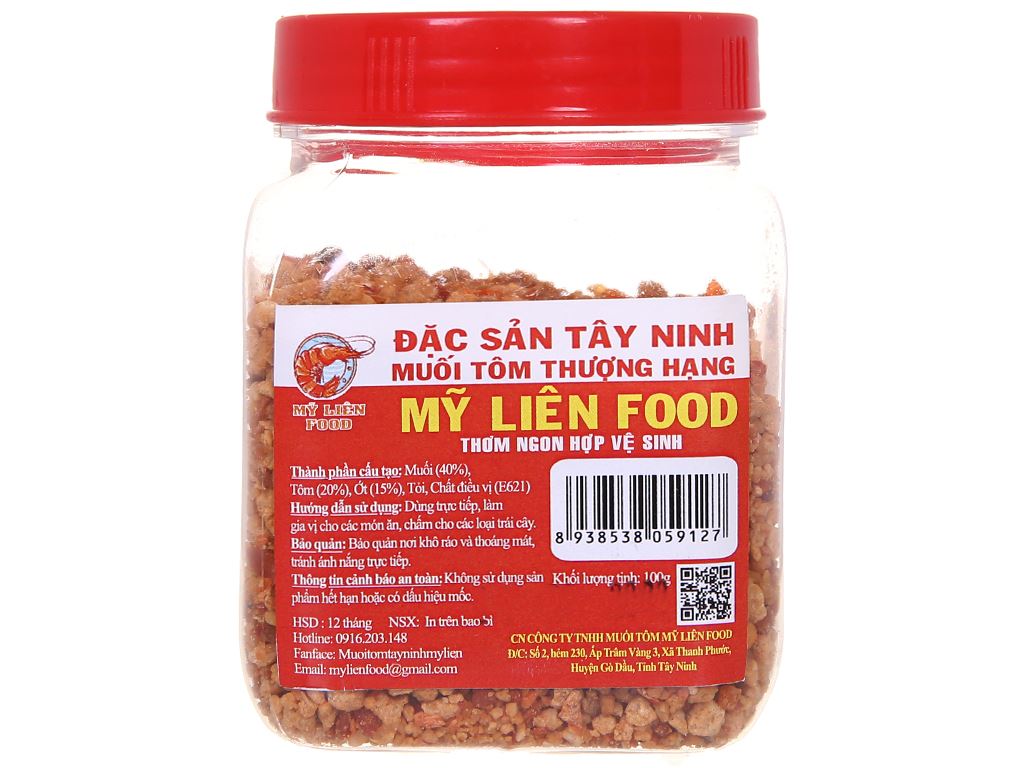 ĐẶC SẢN TÂY NINH
MUỐI TÔM THƯỢNG HẠNG
MỸ LIÊN FOOD
THƠM NGON HỢP VỆ SINH
MỸ LIÊN
FOOD
Thành phần cấu tạo: Muối (40%),
Tôm (20%), Ớt (15%), Tỏi, Chất điều vị (E621)
Hướng dẫn sử dụng: Dùng trực tiếp, làm
gia vị cho các món ăn, chấm cho các loại trái cây.
Bảo quản: Bảo quản nơi khô ráo và thoáng mát,
tránh ánh nắng trực tiếp.
Thông tin cảnh báo an toàn: Không sử dụng sản
phẩm hết hạn hoặc có dấu hiệu mốc.
HSD : 12 tháng NSX: In trên bao bì
Hotline: 0916.203.148
Fanface: Muoitomtayninhmylien
Email: mylienfood@gmail.com
8 938538 059127
Khối lượng tịnh: 100g
CN CÔNG TY TNHH MUỐI TÔM MỸ LIÊN FOOD
Đ/C: Số 2, hẻm 230, Ấp Trâm Vàng 3, Xã Thanh Phước,
Huyện Gò Dầu, Tỉnh Tây Ninh